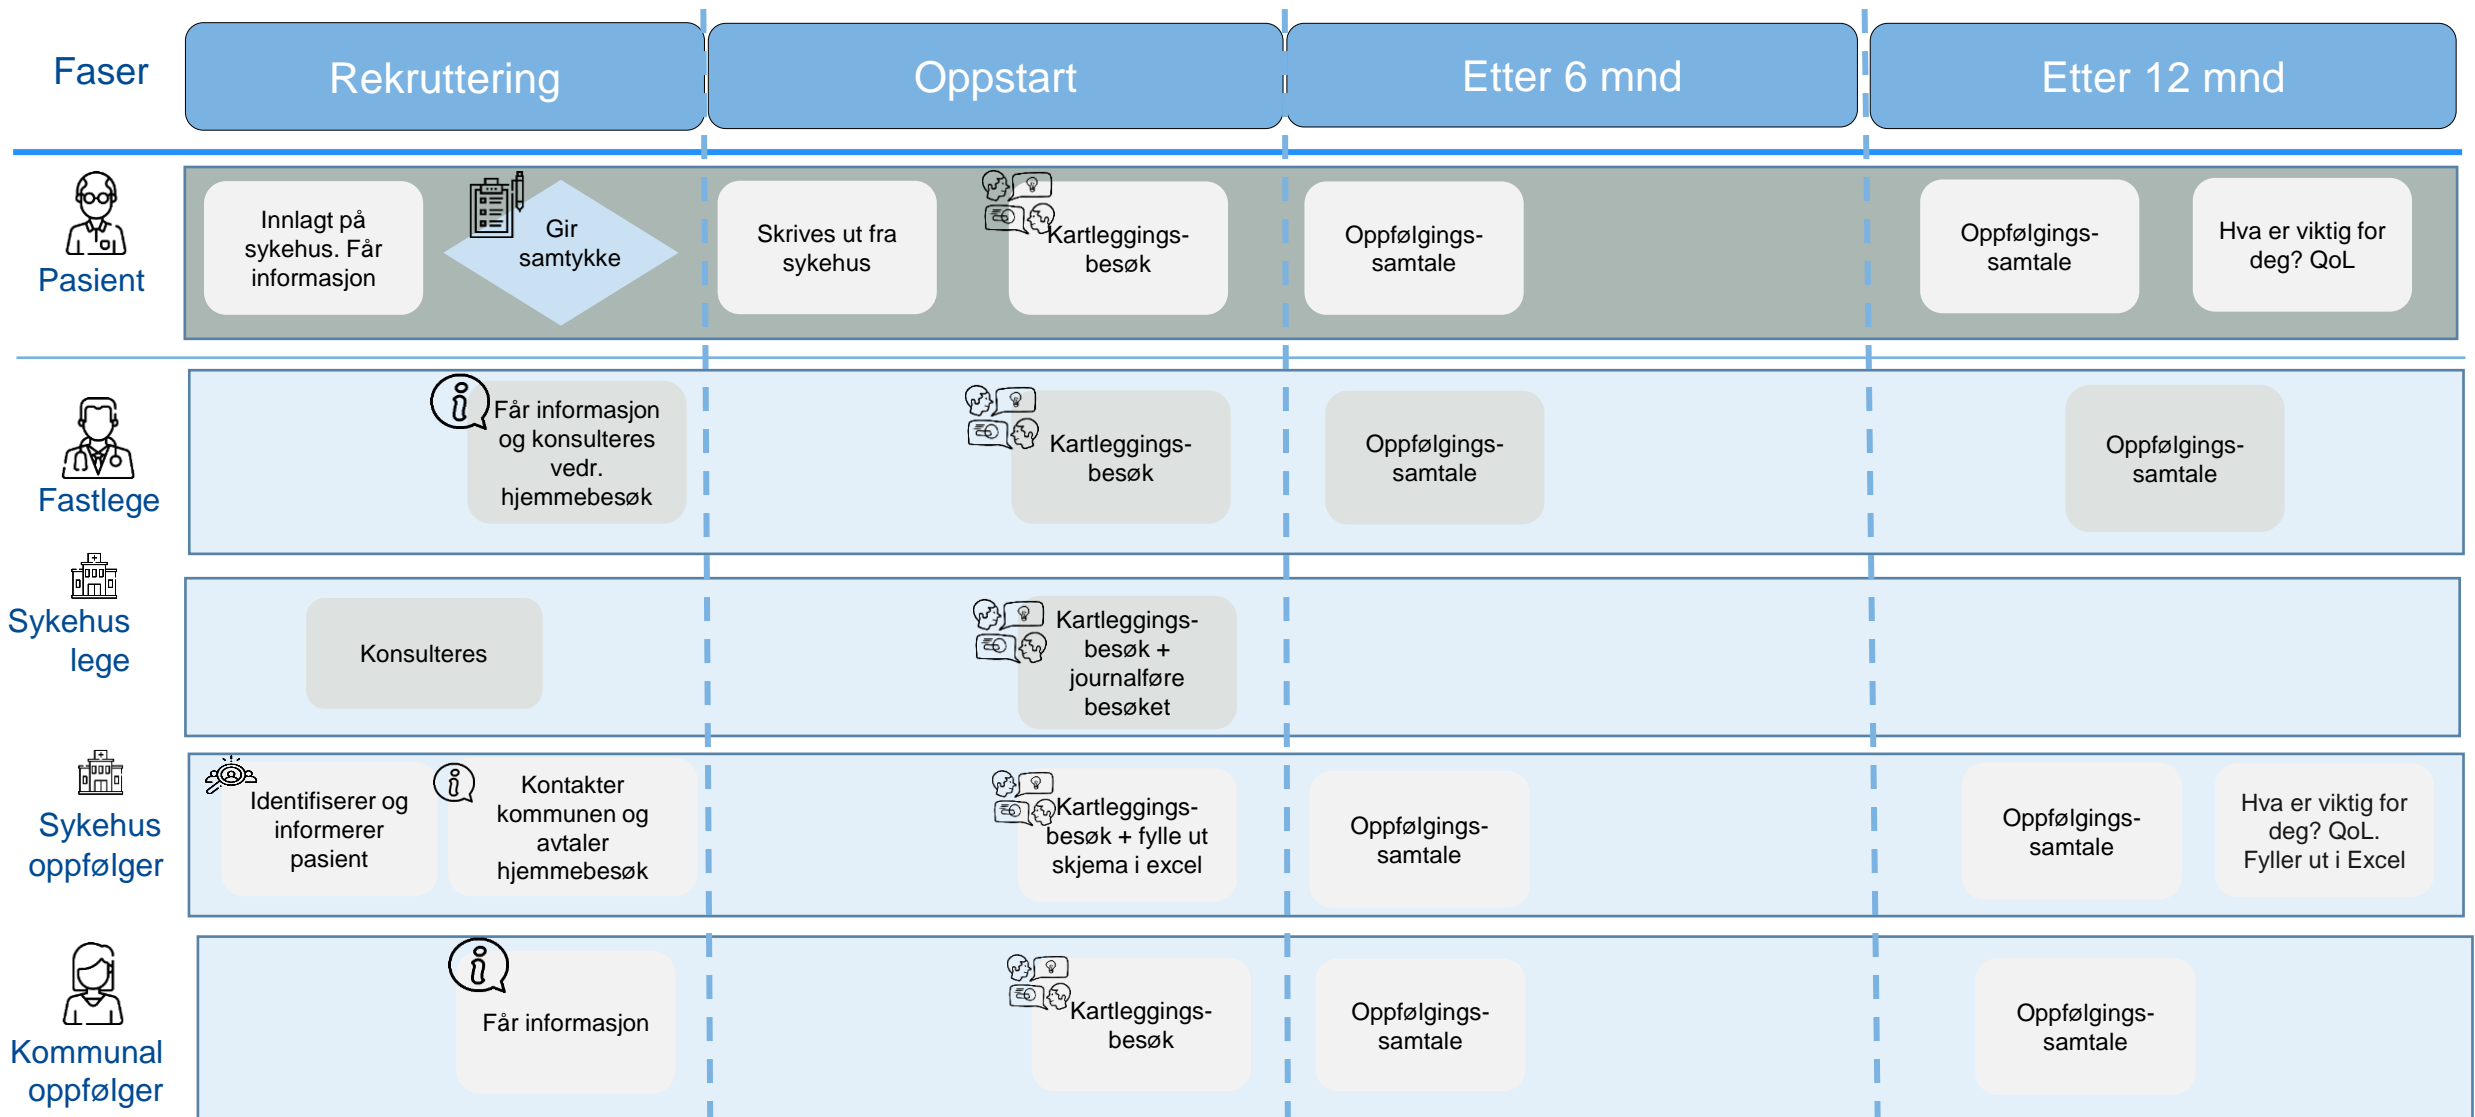 Faser
Rekruttering
Oppstart
Etter 6 mnd
Etter 12 mnd
Pasient
Innlagt på
sykehus. Får
informasjon
Gir
samtykke
Skrives ut fra
sykehus
Kartleggings-
besøk
Oppfølgings-
samtale
Oppfølgings-
samtale
Hva er viktig for
deg? QoL
Fastlege
Får informasjon
og konsulteres
vedr.
hjemmebesøk
Kartleggings-
besøk
Oppfølgings-
samtale
Oppfølgings-
samtale
Sykehus
lege
Konsulteres
Kartleggings-
besøk +
journalføre
besøket
Sykehus
oppfølger
Identifiserer og
informerer
pasient
Kontakter
kommunen og
avtaler
hjemmebesøk
Kartleggings-
besøk + fylle ut
skjema i excel
Oppfølgings-
samtale
Oppfølgings-
samtale
Hva er viktig for
deg? QoL.
Fyller ut i Excel
Kommunal
oppfølger
Får informasjon
Kartleggings-
besøk
Oppfølgings-
samtale
Oppfølgings-
samtale